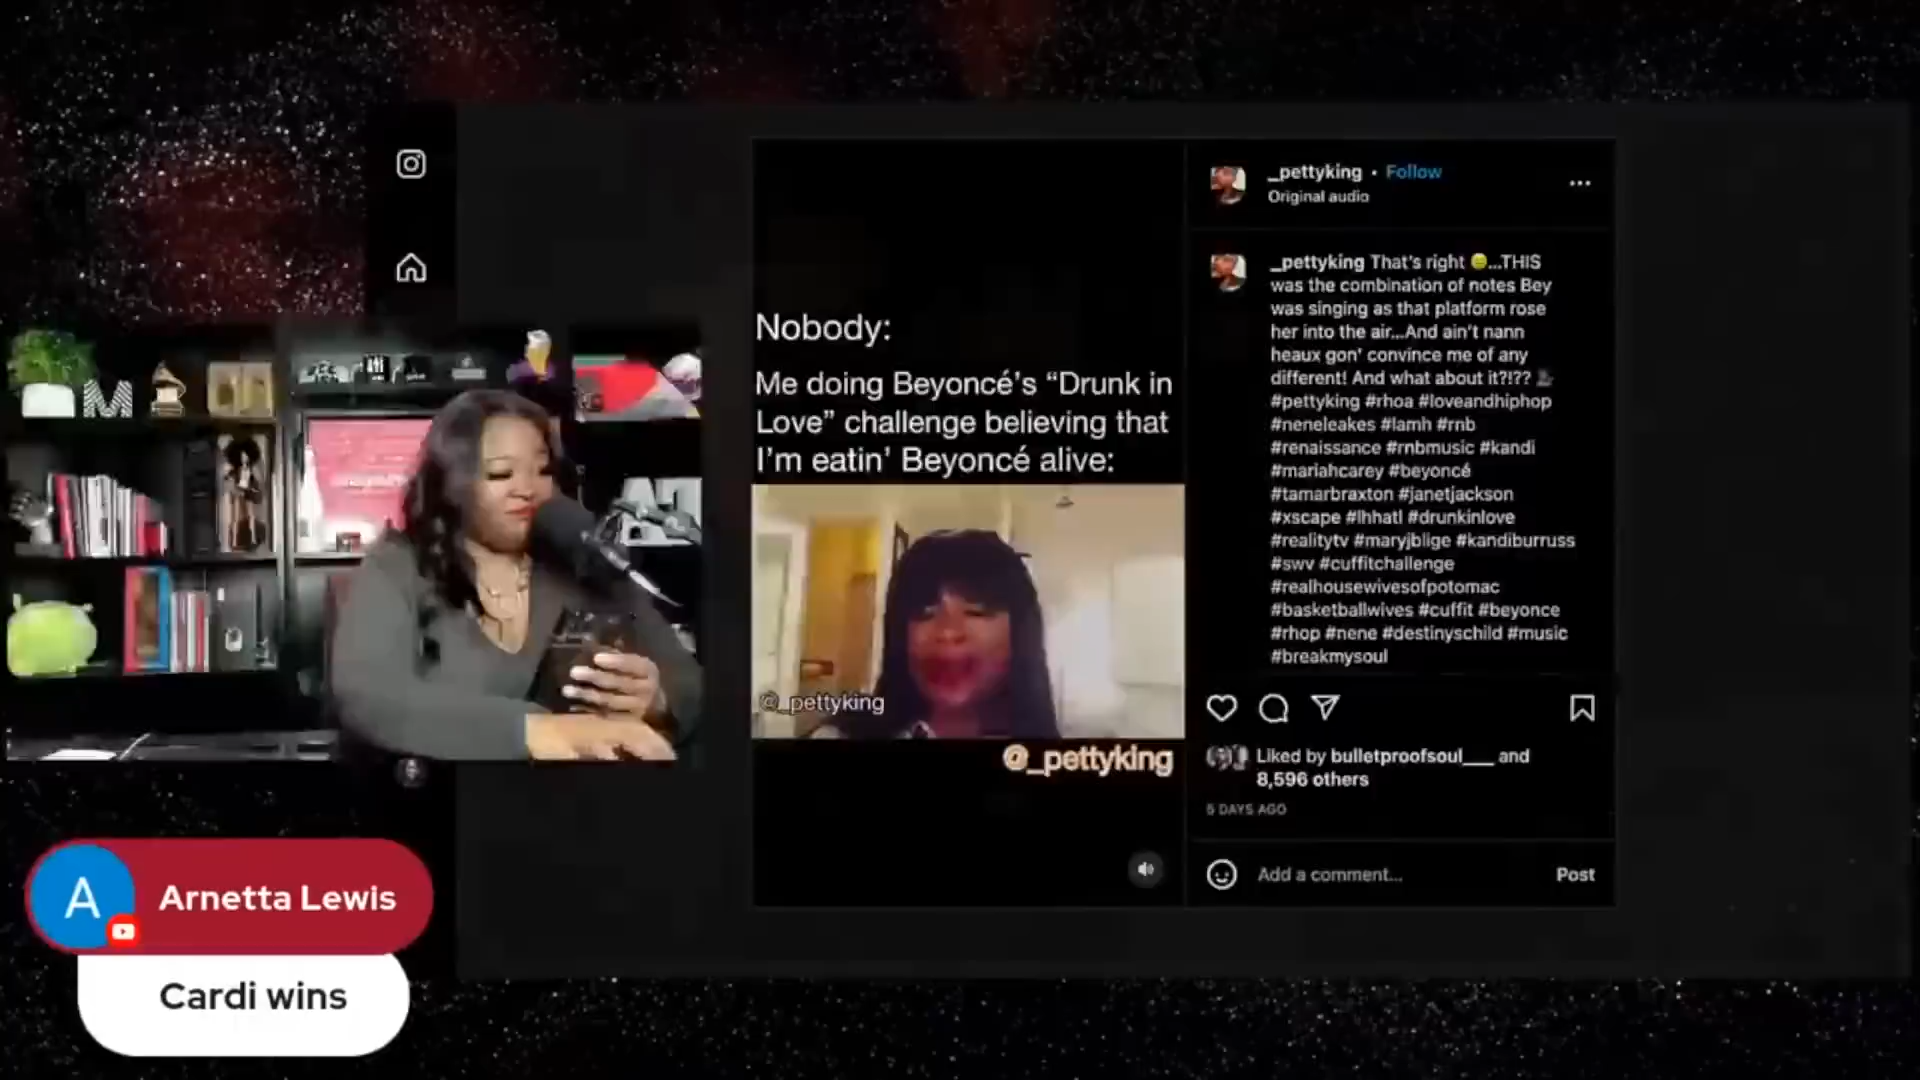 _pettyking • Follow
Original audio
_pettyking That's right 😑...THIS
was the combination of notes Bey
was singing as that platform rose
her into the air...And ain't nann
heaux gon' convince me of any
different! And what about it?!??
#pettyking #rhoa #loveandhiphop
#neneleakes #lamh #rnb
#renaissance #rnbmusic #kandi
#mariahcarey #beyoncé
#tamarbraxton #janetjackson
#xscape #lhhatl #drunkinlove
#realitytv #maryjblige #kandiburruss
#swv #cuffitchallenge
#realhousewivesofpotomac
#basketballwives #cuffit #beyonce
#rhop #nene #destinyschild #music
#breakmysoul
Liked by bulletproofsoul___ and
8,596 others
5 DAYS AGO
Add a comment... Post
Nobody:
Me doing Beyoncé's “Drunk in
Love” challenge believing that
I'm eatin' Beyoncé alive:
@_pettyking
@_pettyking
M
A
Arnetta Lewis
Cardi wins